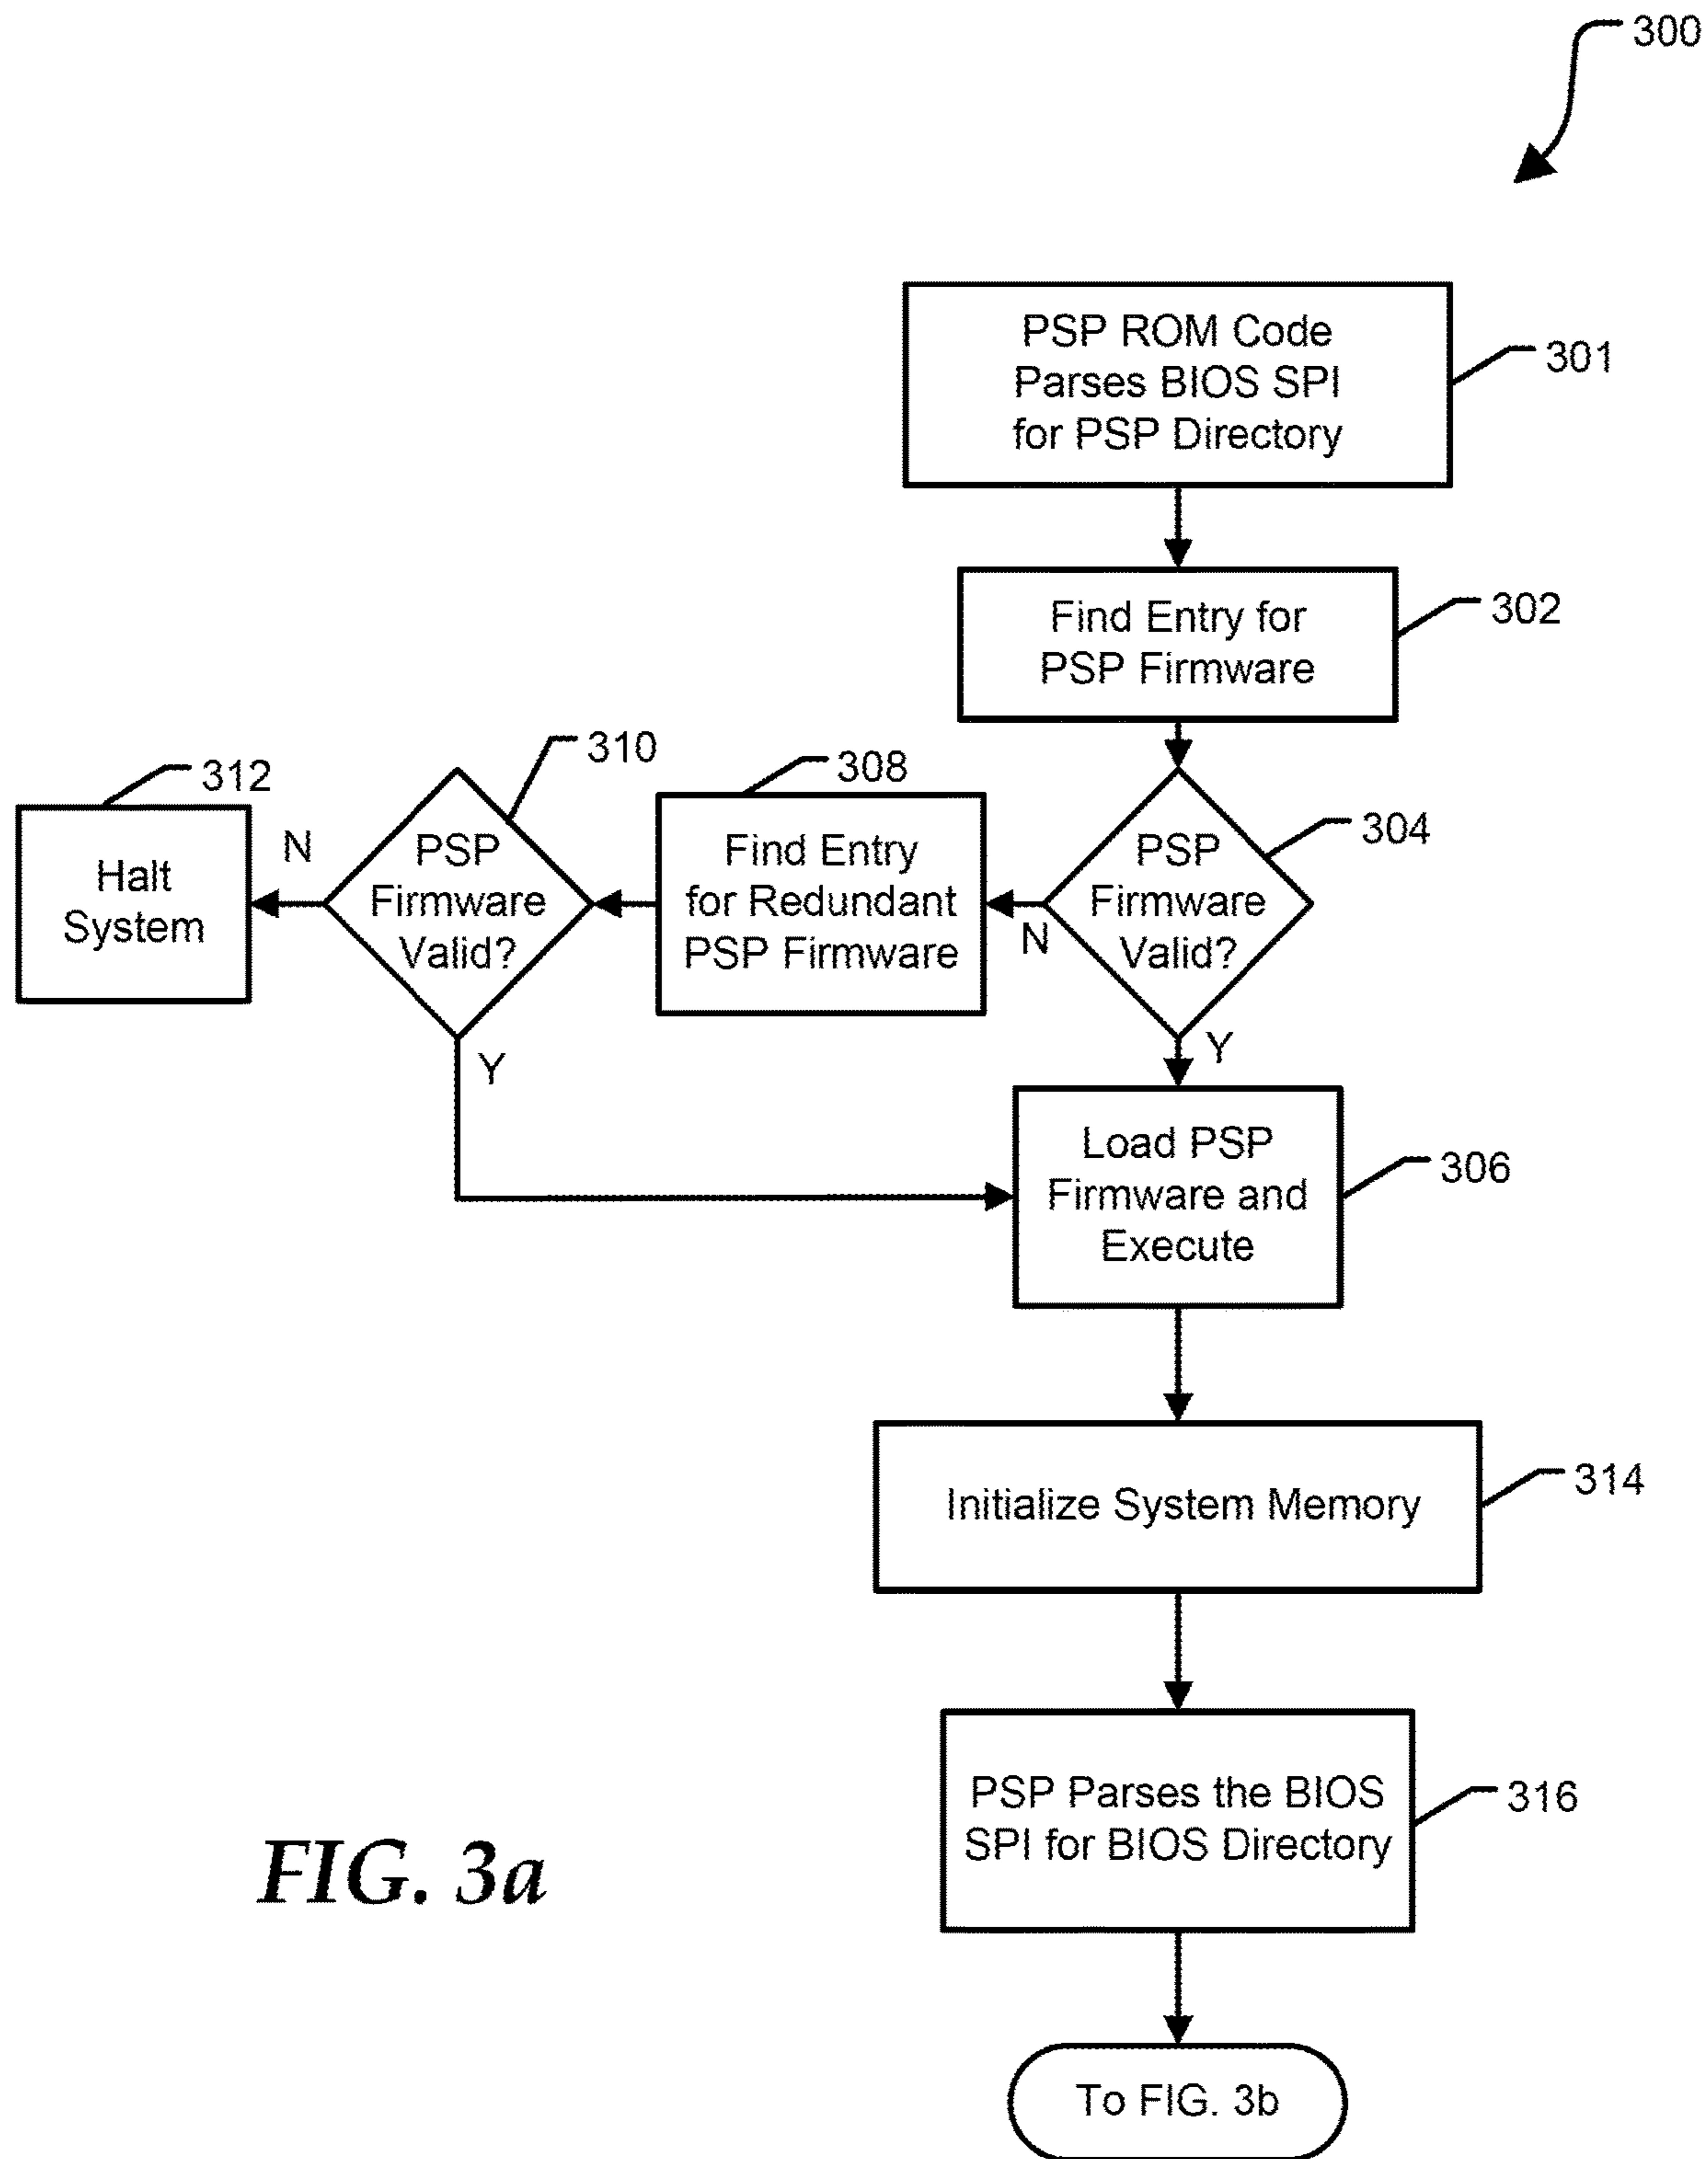 300
PSP ROM Code
Parses BIOS SPI
for PSP Directory
301
Find Entry for
PSP Firmware
302
312
Halt
System
N
310
PSP
Firmware
Valid?
Y
308
Find Entry
for Redundant
PSP Firmware
N
304
PSP
Firmware
Valid?
Y
Load PSP
Firmware and
Execute
306
Initialize System Memory
314
PSP Parses the BIOS
SPI for BIOS Directory
316
FIG. 3a
To FIG. 3b